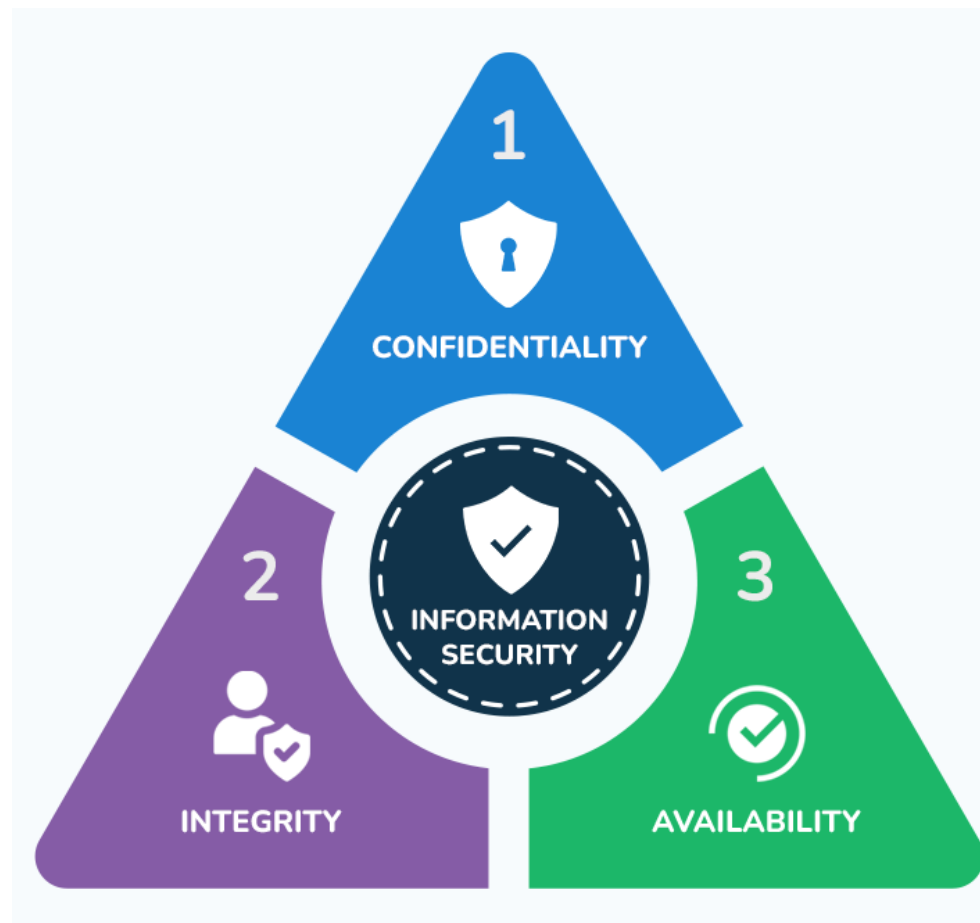 1
CONFIDENTIALITY
INFORMATION
SECURITY
2
INTEGRITY
3
AVAILABILITY